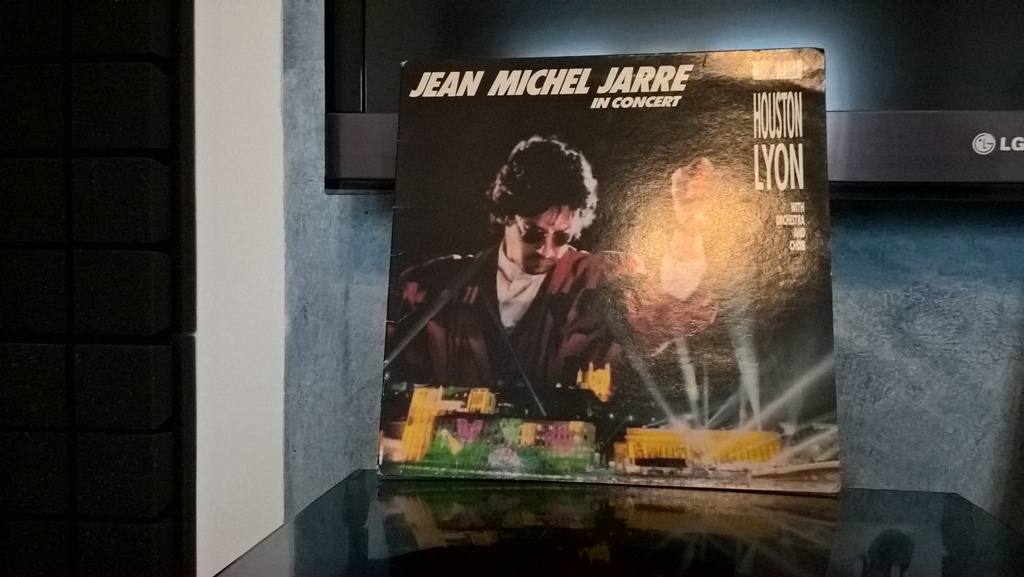 JEAN MICHEL JARRE
IN CONCERT
HOUSTON
LYON
WITH
ORCHESTRA
AND
CHOIR
LG